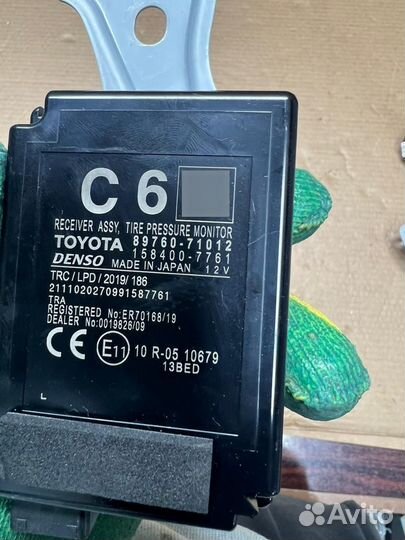 C 6
RECEIVER ASSY, TIRE PRESSURE MONITOR
TOYOTA 89760-71012
DENSO 158400-7761
MADE IN JAPAN 12V
TRC/LPD/2019/186
2111020270991587761
TRA
REGISTERED No:ER70168/19
DEALER No:0019826/09
CE E11 10 R-05 10679
13BED
L
Avito